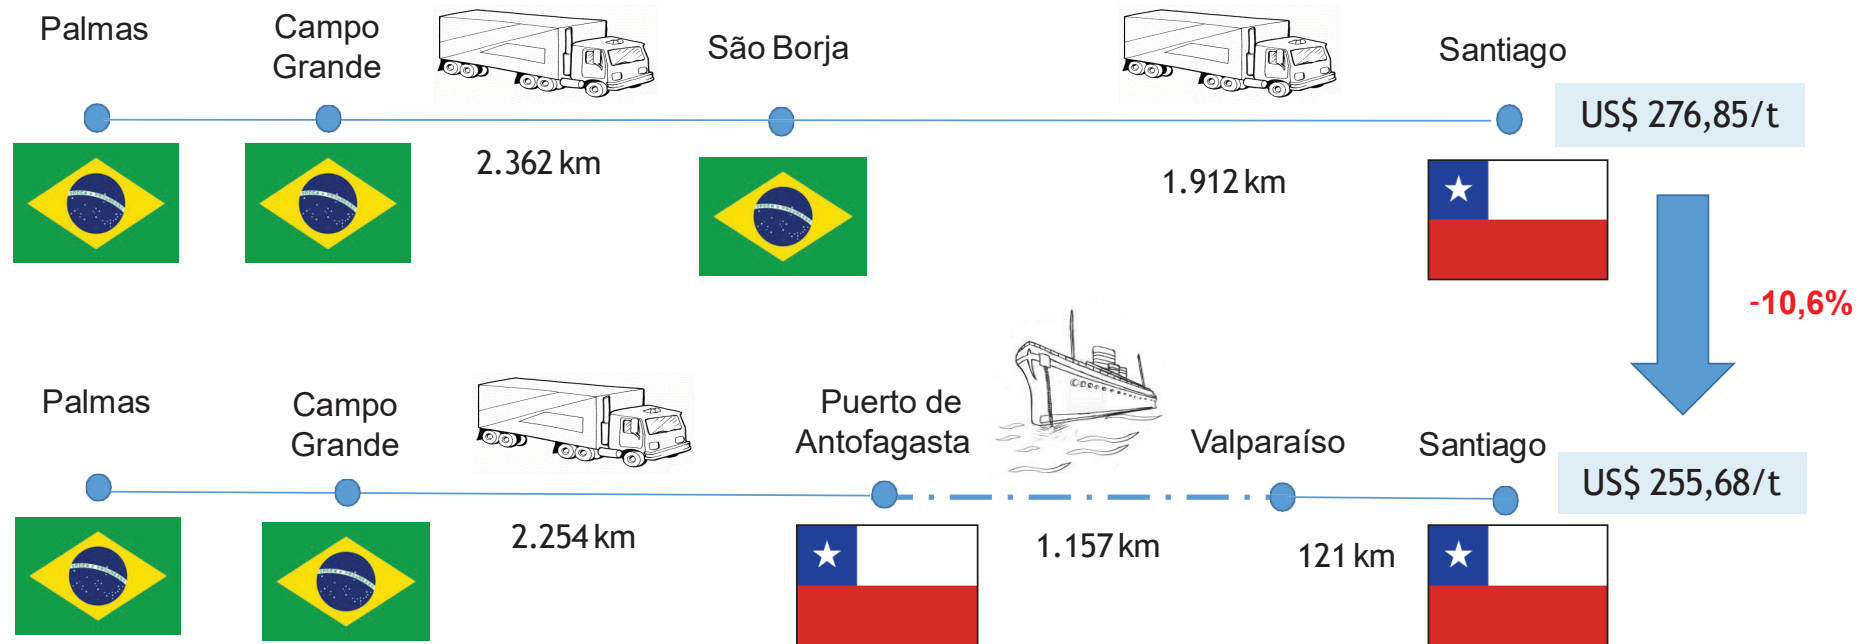 Palmas
Campo
Grande
São Borja
Santiago
US$ 276,85/t
2.362 km
1.912 km
-10,6%
Palmas
Campo
Grande
Puerto de
Antofagasta
Valparaíso
Santiago
US$ 255,68/t
2.254 km
1.157 km
121 km